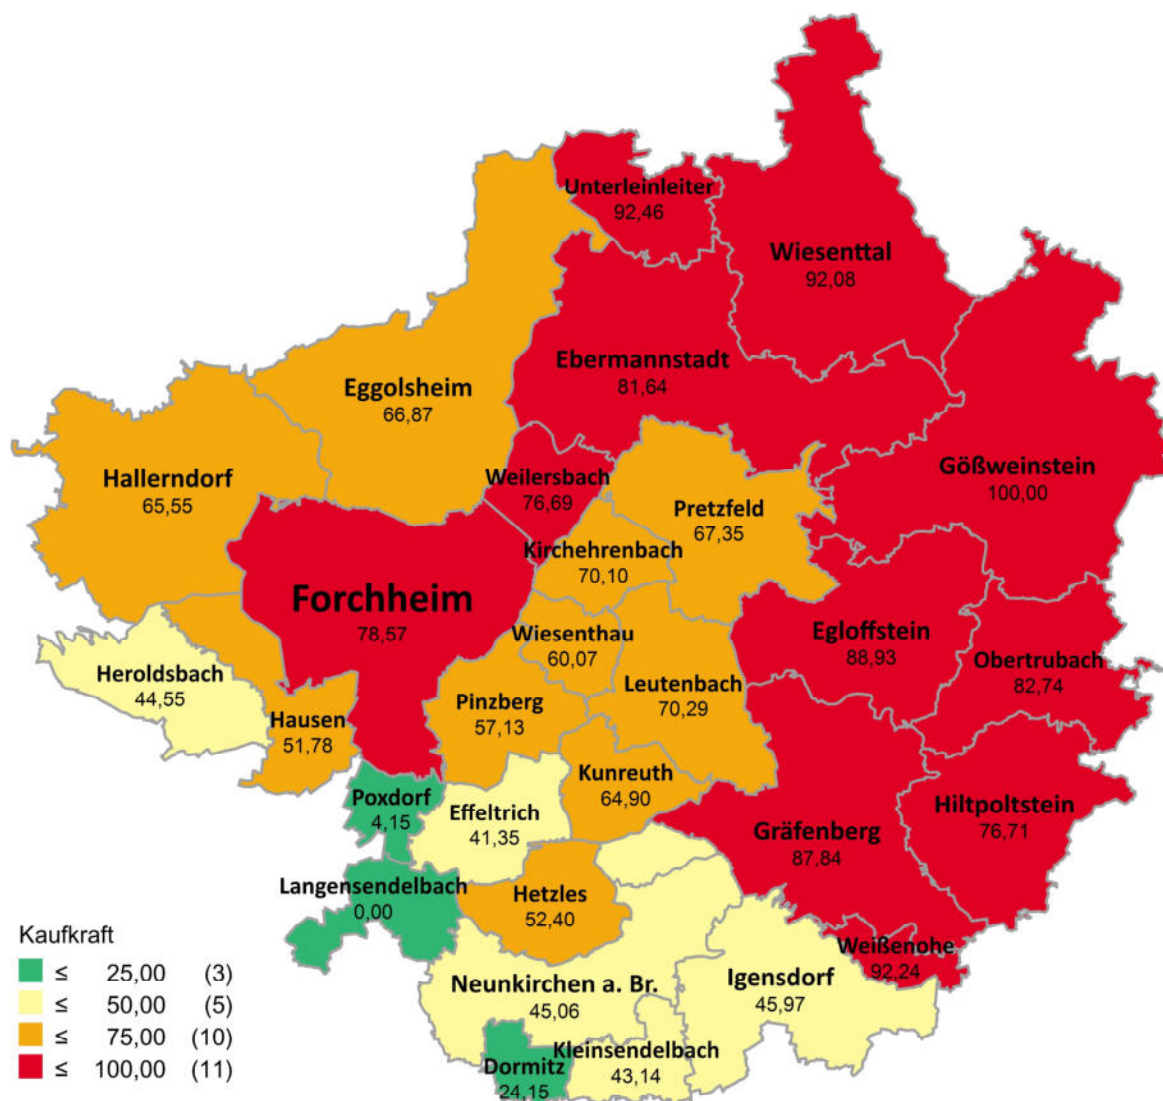 Unterleinleiter
92,46
Wiesenttal
92,08
Ebermannstadt
81,64
Eggolsheim
66,87
Gößweinstein
100,00
Hallerndorf
65,55
Weilersbach
76,69
Pretzfeld
67,35
Kirchehrenbach
70,10
Forchheim
78,57
Wiesenthau
60,07
Egloffstein
88,93
Obertrubach
82,74
Heroldsbach
44,55
Leutenbach
70,29
Pinzberg
57,13
Hausen
51,78
Kunreuth
64,90
Poxdorf
4,15
Effeltrich
41,35
Hiltpoltstein
76,71
Gräfenberg
87,84
Langensendelbach
0,00
Hetzles
52,40
Weißenohe
92,24
Neunkirchen a. Br.
45,06
Igensdorf
45,97
Kleinsendelbach
43,14
Dormitz
24,15
Kaufkraft
≤ 25,00 (3)
≤ 50,00 (5)
≤ 75,00 (10)
≤ 100,00 (11)